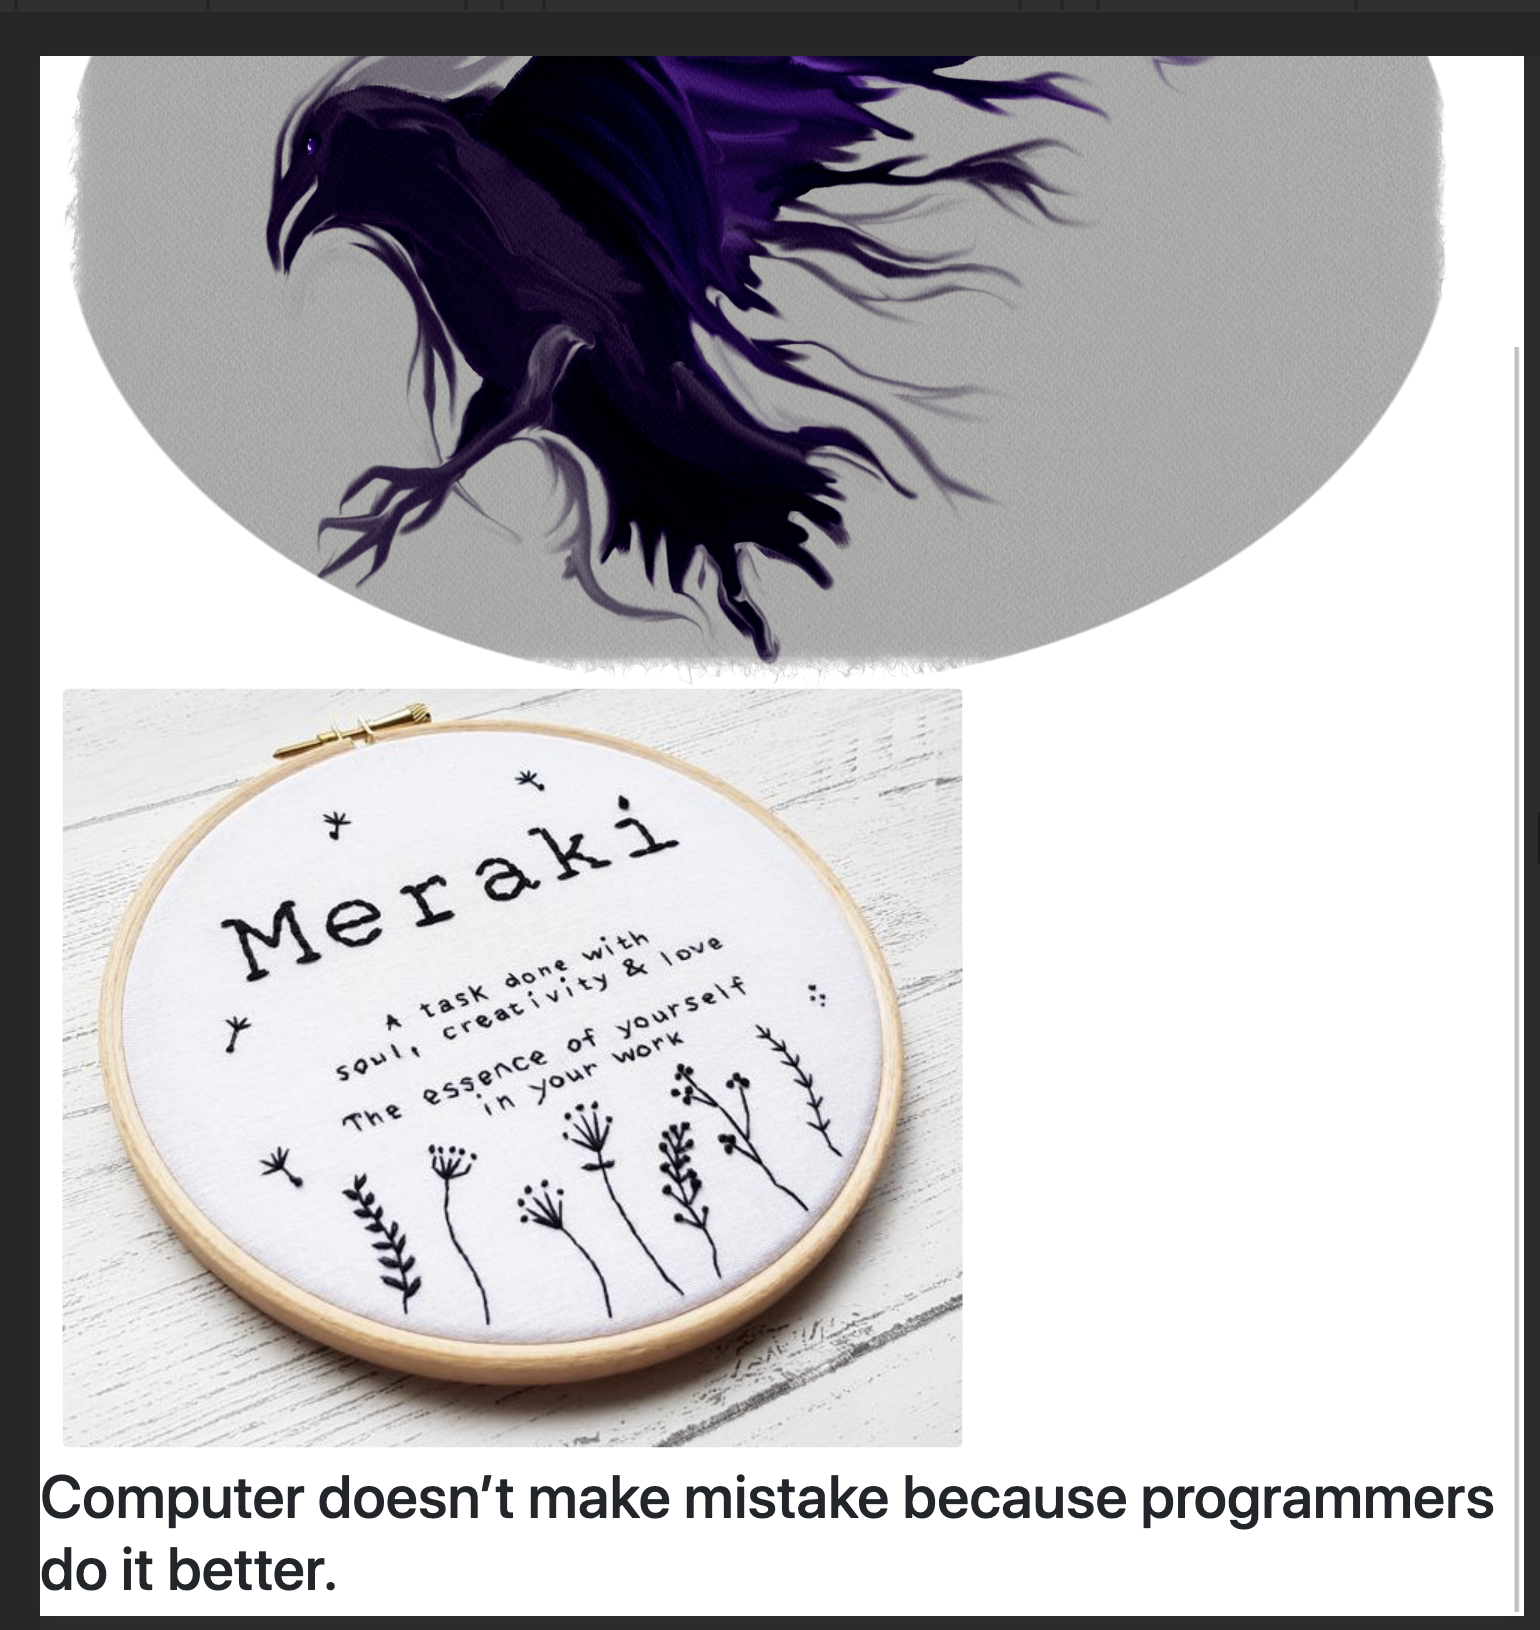 Meraki
A task done with
soul, creativity & love
The essence of yourself
in your work
Computer doesn’t make mistake because programmers
do it better.